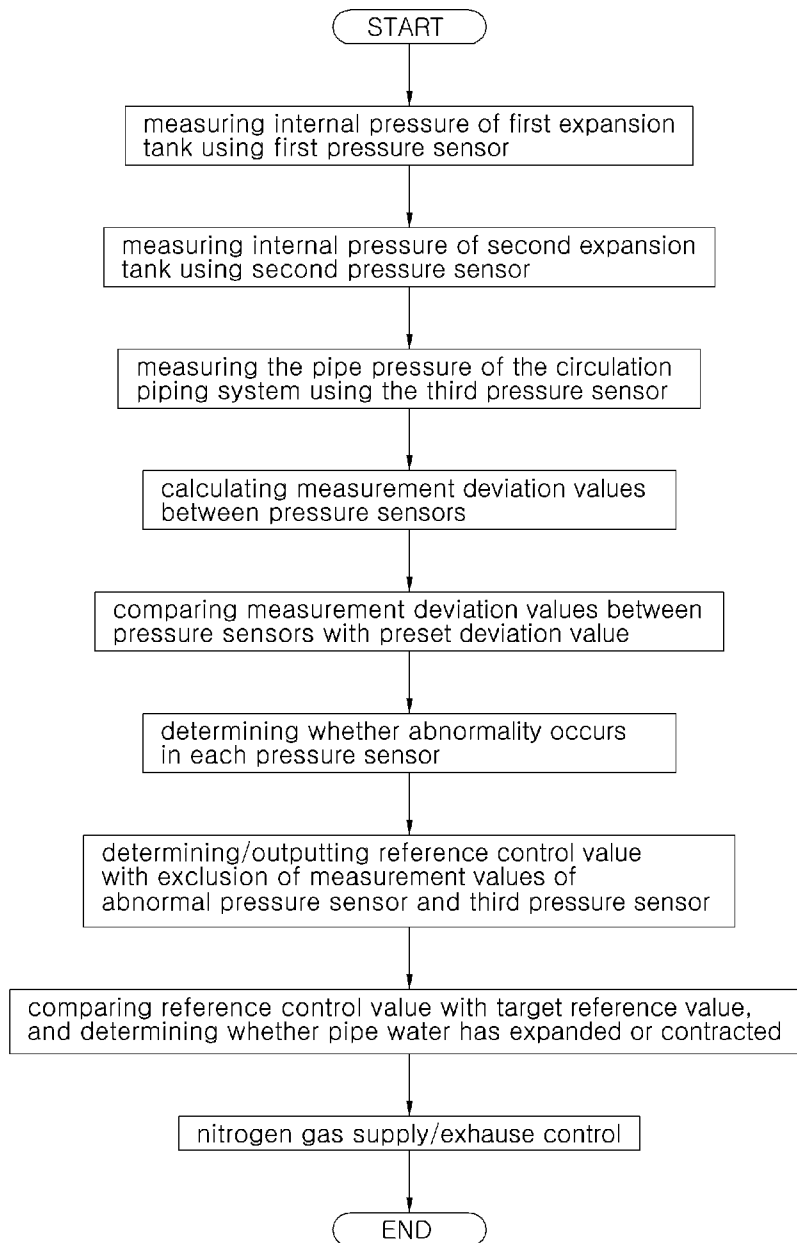 START
measuring internal pressure of first expansion
tank using first pressure sensor
measuring internal pressure of second expansion
tank using second pressure sensor
measuring the pipe pressure of the circulation
piping system using the third pressure sensor
calculating measurement deviation values
between pressure sensors
comparing measurement deviation values between
pressure sensors with preset deviation value
determining whether abnormality occurs
in each pressure sensor
determining/outputting reference control value
with exclusion of measurement values of
abnormal pressure sensor and third pressure sensor
comparing reference control value with target reference value,
and determining whether pipe water has expanded or contracted
nitrogen gas supply/exhause control
END